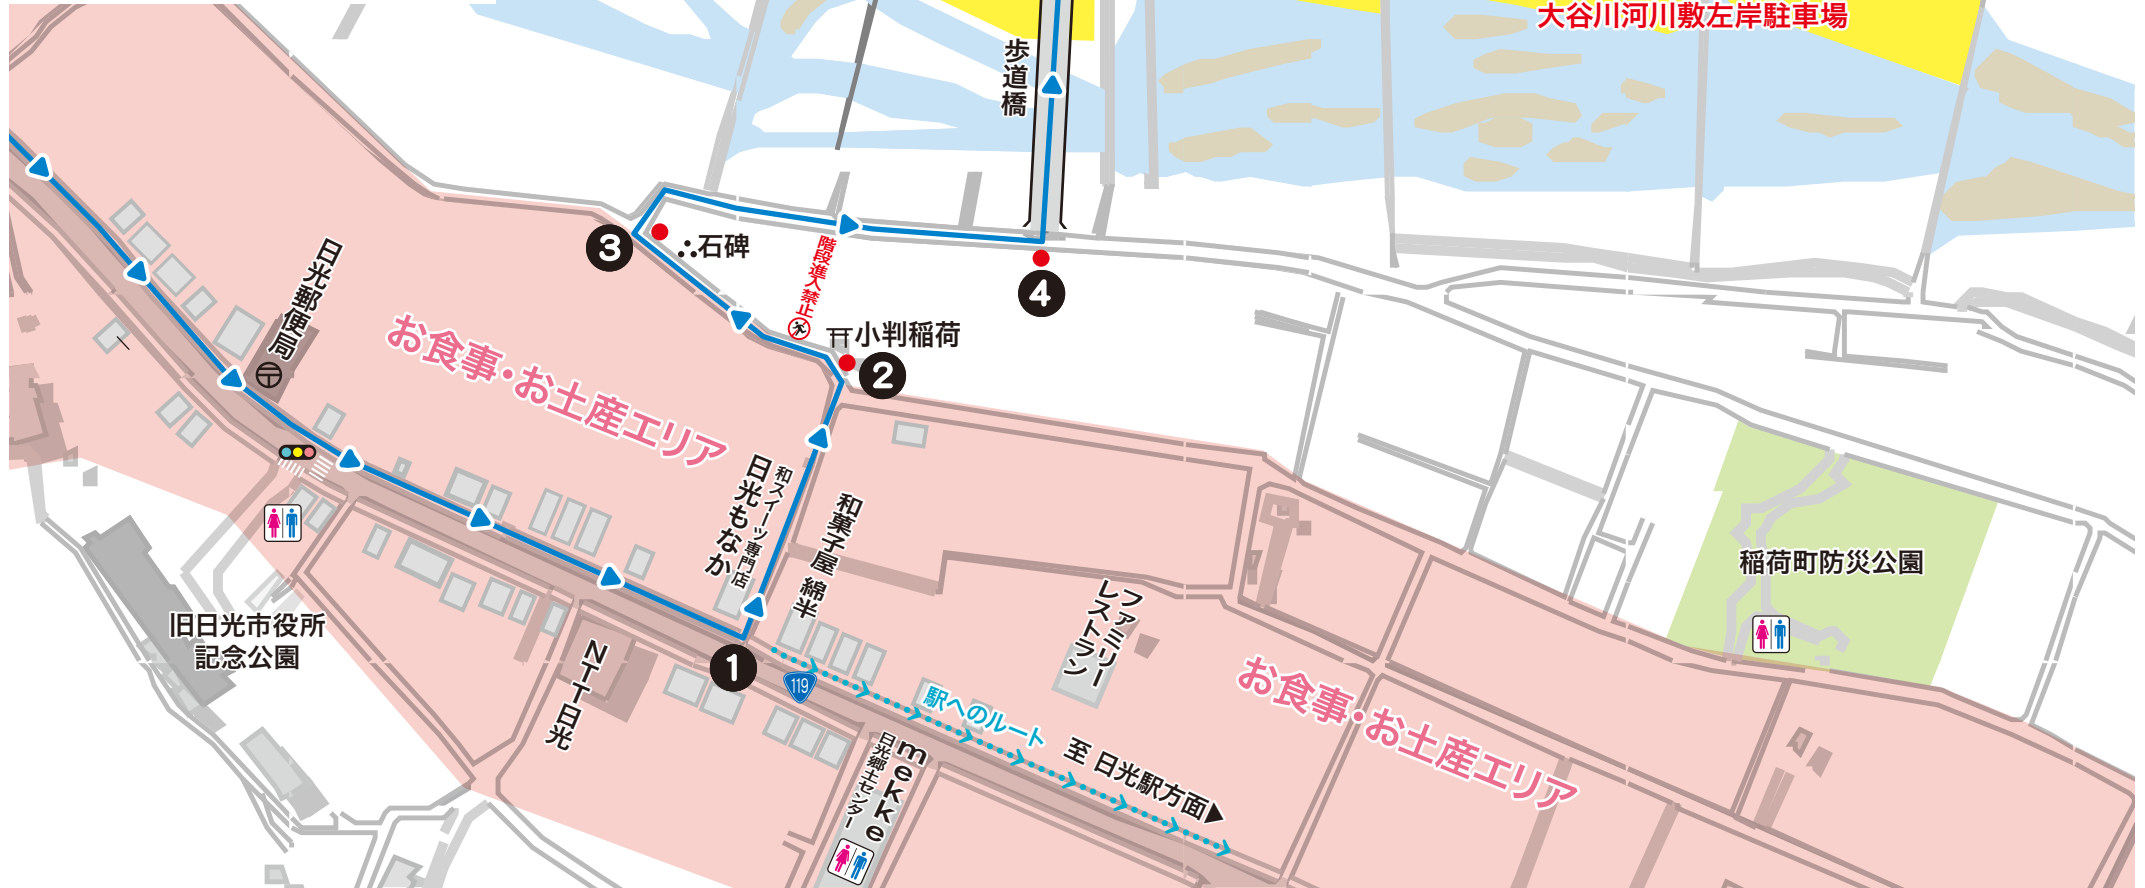 大谷川河川敷左岸駐車場
歩道橋
日光郵便局
3
石碑
階段進入禁止
4
小判稲荷
2
お食事・お土産エリア
和スイーツ専門店
日光もなか
和菓子屋 綿半
稲荷町防災公園
旧日光市役所
記念公園
NTT日光
1
119
ファミリー
レストラン
お食事・お土産エリア
駅へのルート
至 日光駅方面▶
mekke
日光郷土センター